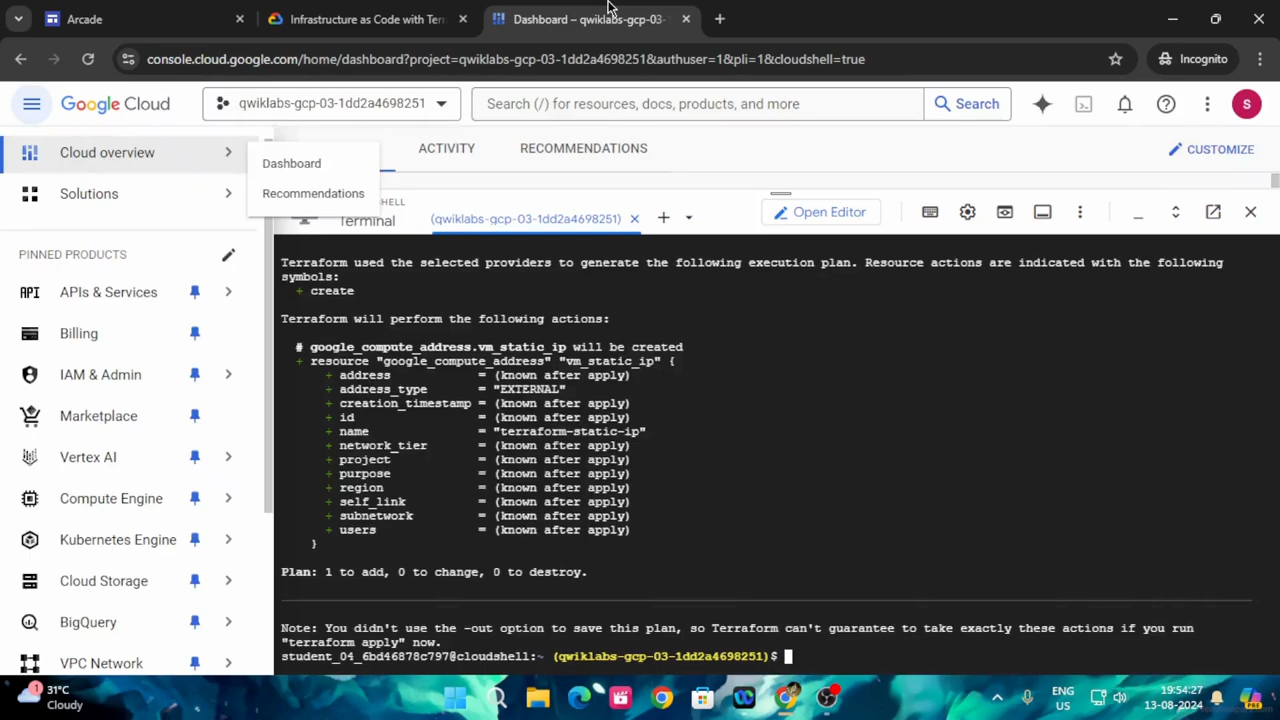 Arcade
Infrastructure as Code with Terr
Dashboard – qwiklabs-gcp-03-
console.cloud.google.com/home/dashboard?project=qwiklabs-gcp-03-1dd2a4698251&authuser=1&pli=1&cloudshell=true
Incognito
Google Cloud
qwiklabs-gcp-03-1dd2a4698251
Search (/) for resources, docs, products, and more
Search
S
Cloud overview
Dashboard
Recommendations
Solutions
ACTIVITY
RECOMMENDATIONS
CUSTOMIZE
PINNED PRODUCTS
API
APIs & Services
Billing
IAM & Admin
Marketplace
Vertex AI
Compute Engine
Kubernetes Engine
Cloud Storage
BigQuery
VPC Network
HELL
Terminal
(qwiklabs-gcp-03-1dd2a4698251)
Open Editor
Terraform used the selected providers to generate the following execution plan. Resource actions are indicated with the following
symbols:
+ create
Terraform will perform the following actions:
# google_compute_address.vm_static_ip will be created
+ resource "google_compute_address" "vm_static_ip" {
+ address = (known after apply)
+ address_type = "EXTERNAL"
+ creation_timestamp = (known after apply)
+ id = (known after apply)
+ name = "terraform-static-ip"
+ network_tier = (known after apply)
+ project = (known after apply)
+ purpose = (known after apply)
+ region = (known after apply)
+ self_link = (known after apply)
+ subnetwork = (known after apply)
+ users = (known after apply)
}
Plan: 1 to add, 0 to change, 0 to destroy.
Note: You didn't use the -out option to save this plan, so Terraform can't guarantee to take exactly these actions if you run
"terraform apply" now.
student_04_6bd46878c797@cloudshell:~ (qwiklabs-gcp-03-1dd2a4698251)$
1
31°C
Cloudy
ENG
IN
19:54:27
13-08-2024
PRE